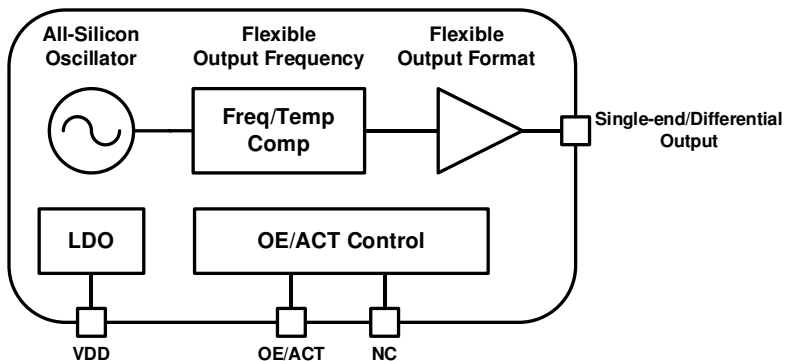 All-Silicon
Oscillator
Flexible
Output Frequency
Flexible
Output Format
Freq/Temp
Comp
Single-end/Differential
Output
LDO
OE/ACT Control
VDD
OE/ACT
NC